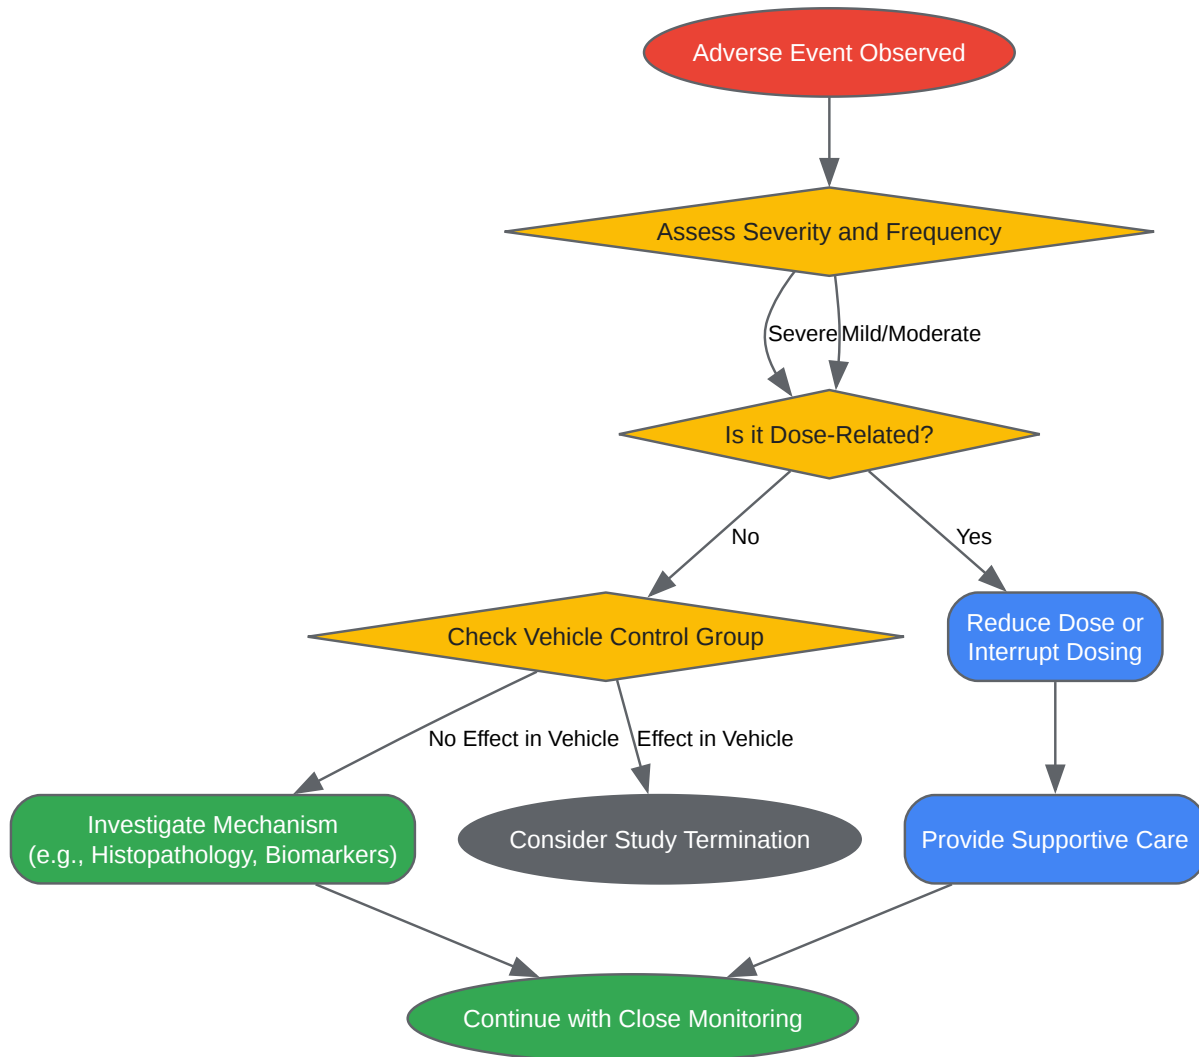 Adverse Event Observed
Assess Severity and Frequency
Severe
Mild/Moderate
Is it Dose-Related?
No
Yes
Check Vehicle Control Group
Reduce Dose or
Interrupt Dosing
No Effect in Vehicle
Effect in Vehicle
Investigate Mechanism
(e.g., Histopathology, Biomarkers)
Consider Study Termination
Provide Supportive Care
Continue with Close Monitoring